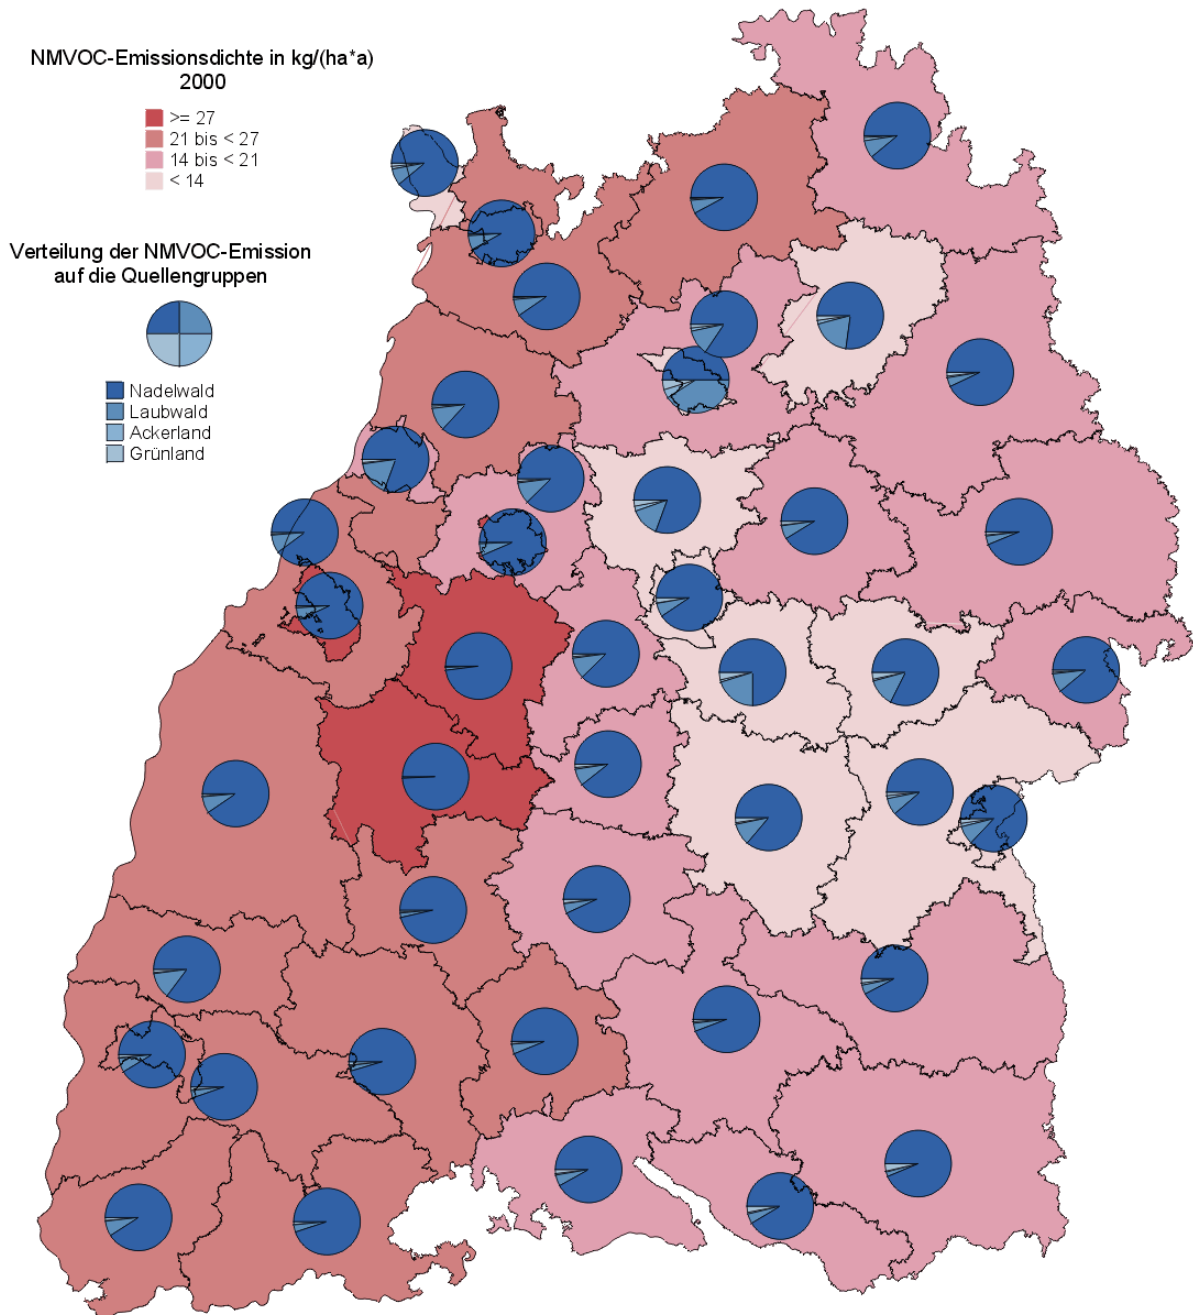 NMVOC-Emissionsdichte in kg/(ha*a)
2000
>= 27
21 bis < 27
14 bis < 21
< 14
Verteilung der NMVOC-Emission
auf die Quellengruppen
Nadelwald
Laubwald
Ackerland
Grünland